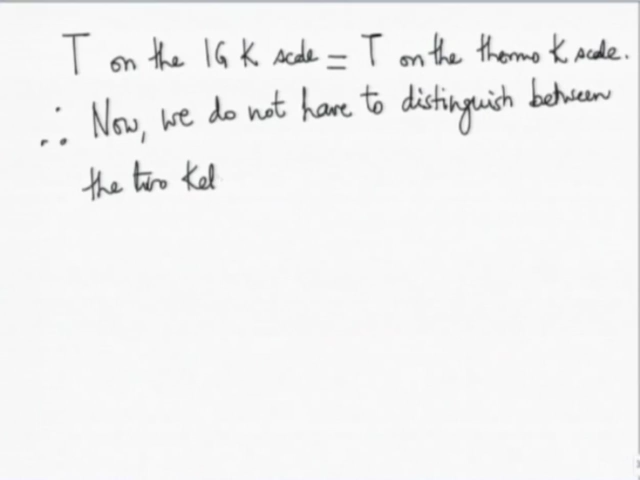 T on the IG K scale = T on the thermo K scale.
∴ Now, we do not have to distinguish between
the two Kel